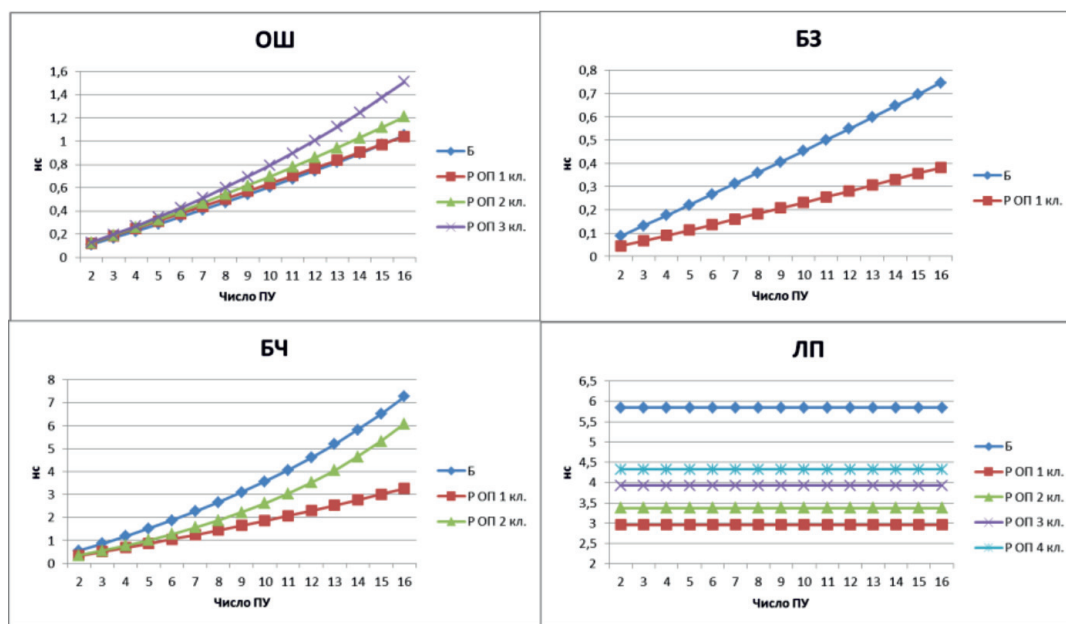 ОШ
1,6
1,4
1,2
1
0,8
0,6
0,4
0,2
0
нс
2 3 4 5 6 7 8 9 10 11 12 13 14 15 16
Число ПУ
Б
Р ОП 1 кл.
Р ОП 2 кл.
Р ОП 3 кл.
БЗ
0,8
0,7
0,6
0,5
0,4
0,3
0,2
0,1
0
нс
2 3 4 5 6 7 8 9 10 11 12 13 14 15 16
Число ПУ
Б
Р ОП 1 кл.
БЧ
8
7
6
5
4
3
2
1
0
нс
2 3 4 5 6 7 8 9 10 11 12 13 14 15 16
Число ПУ
Б
Р ОП 1 кл.
Р ОП 2 кл.
ЛП
6,5
6
5,5
5
4,5
4
3,5
3
2,5
2
нс
2 3 4 5 6 7 8 9 10 11 12 13 14 15 16
Число ПУ
Б
Р ОП 1 кл.
Р ОП 2 кл.
Р ОП 3 кл.
Р ОП 4 кл.